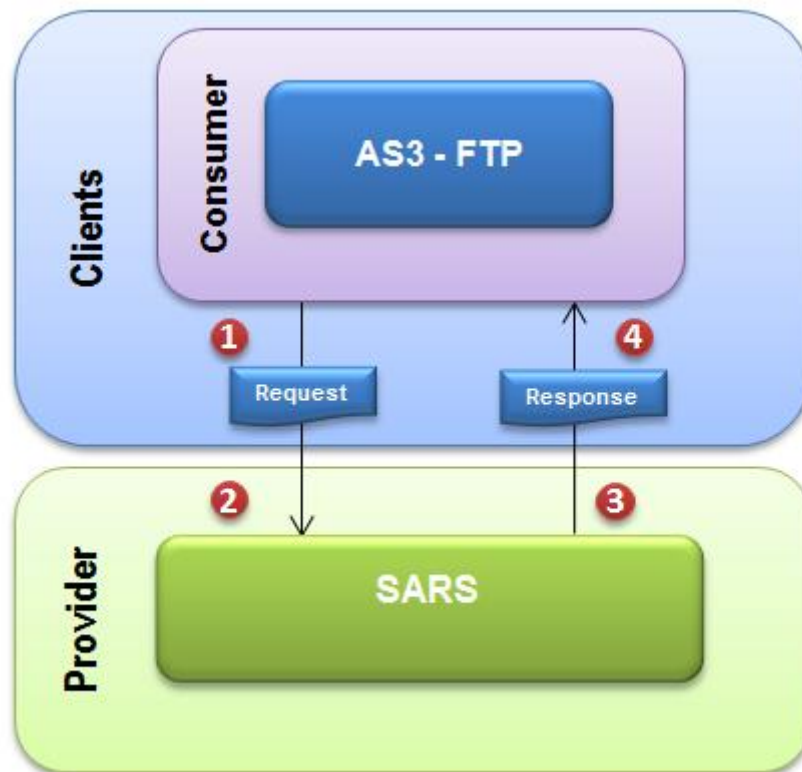 Clients
Consumer
AS3 - FTP
1
4
Request
Response
2
3
Provider
SARS